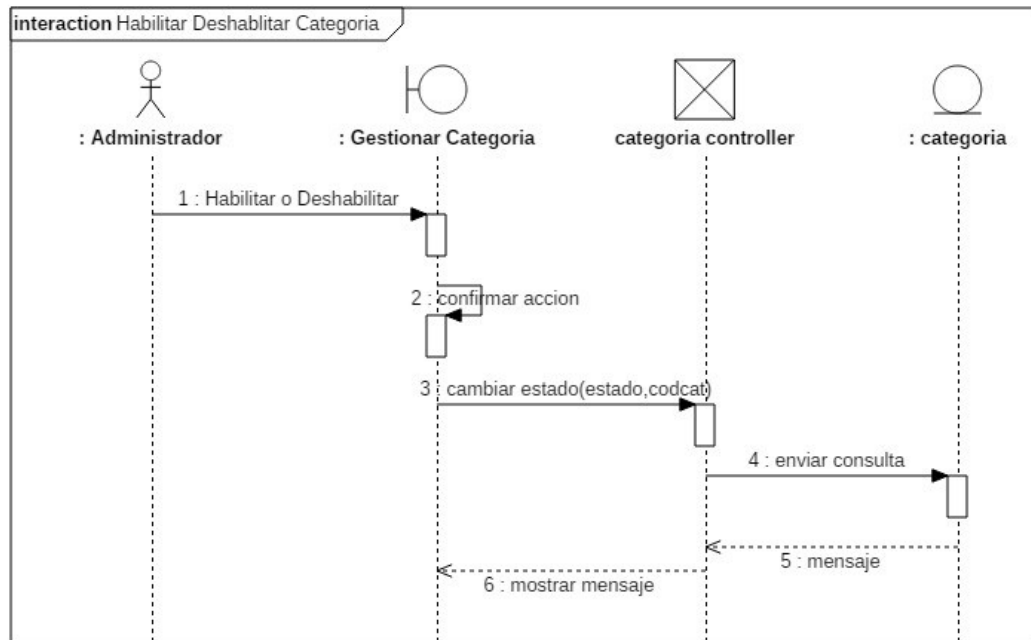 interaction Habilitar Deshablitar Categoria
: Administrador
: Gestionar Categoria
categoria controller
: categoria
1 : Habilitar o Deshabilitar
2 : confirmar accion
3 : cambiar estado(estado,codcat)
4 : enviar consulta
5 : mensaje
6 : mostrar mensaje